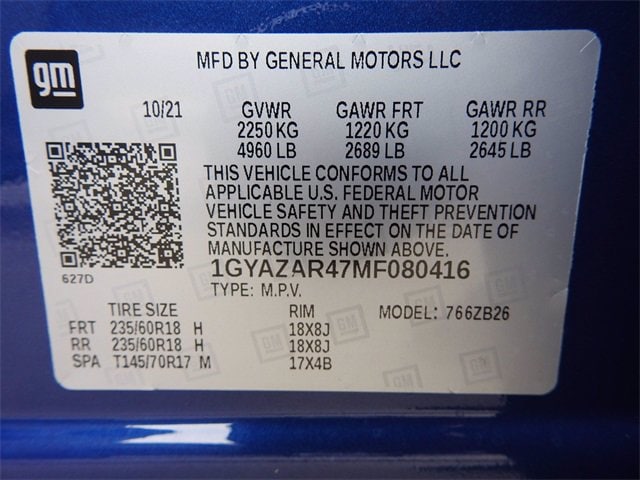 gm
MFD BY GENERAL MOTORS LLC
10/21 GVWR GAWR FRT GAWR RR
2250 KG 1220 KG 1200 KG
4960 LB 2689 LB 2645 LB
THIS VEHICLE CONFORMS TO ALL
APPLICABLE U.S. FEDERAL MOTOR
VEHICLE SAFETY AND THEFT PREVENTION
STANDARDS IN EFFECT ON THE DATE OF
MANUFACTURE SHOWN ABOVE.
627D
1GYAZAR47MF080416
TYPE: M.P.V.
TIRE SIZE RIM MODEL: 766ZB26
FRT 235/60R18 H 18X8J
RR 235/60R18 H 18X8J
SPA T145/70R17 M 17X4B